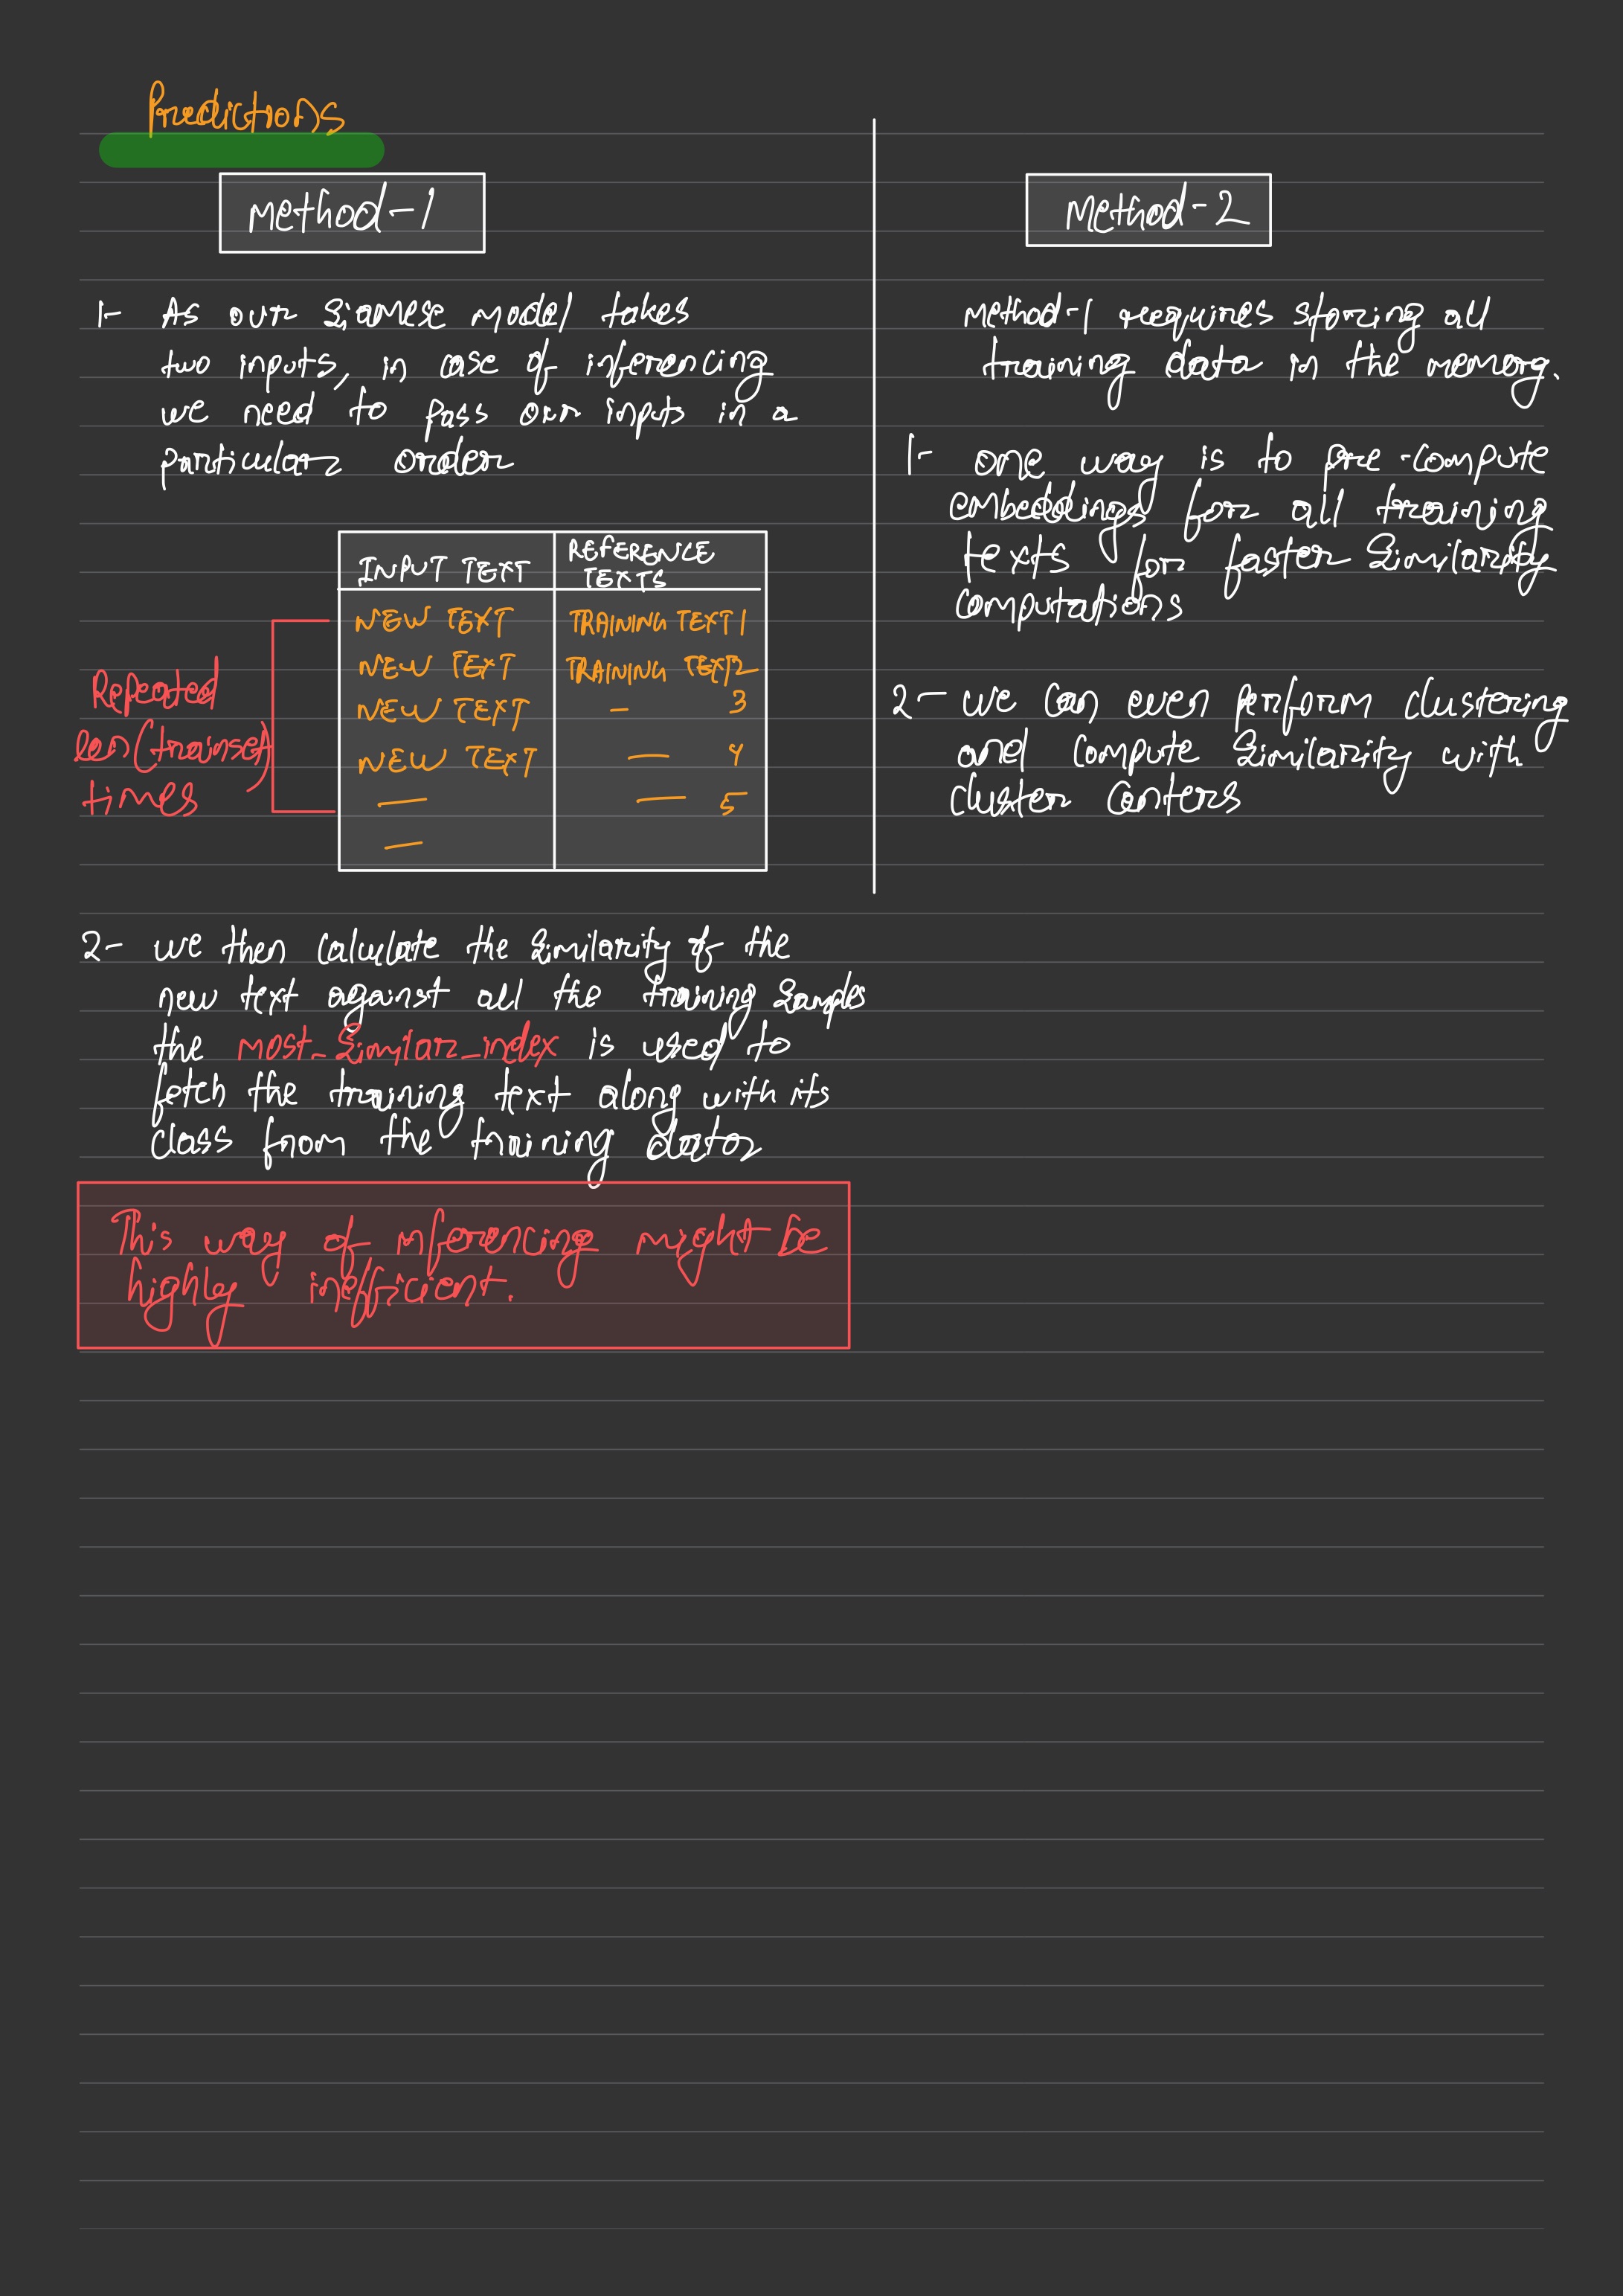 Predictions
Method-1
1- As our Siamese model takes
two inputs, in case of inferencing
we need to pass our inputs in a
particular order
INPUT TEXT
REFERENCE
TEXTS
NEW TEXT
TRAINING TEXT 1
NEW TEXT
TRAINING TEXT 2
NEW TEXT
- 3
NEW TEXT
— 4
—
— 5
—
Repeated
len(trainset)
times
2- we then calculate the similarity of the
new text against all the training samples
the most_similar_index is used to
fetch the training text along with its
class from the training data
This way of inferencing might be
highly inefficient.
Method-2
Method-1 requires storing all
training data in the memory.
1- one way is to pre-compute
embeddings for all training
texts for faster similarity
computations
2- we can even perform clustering
and compute similarity with
cluster centers